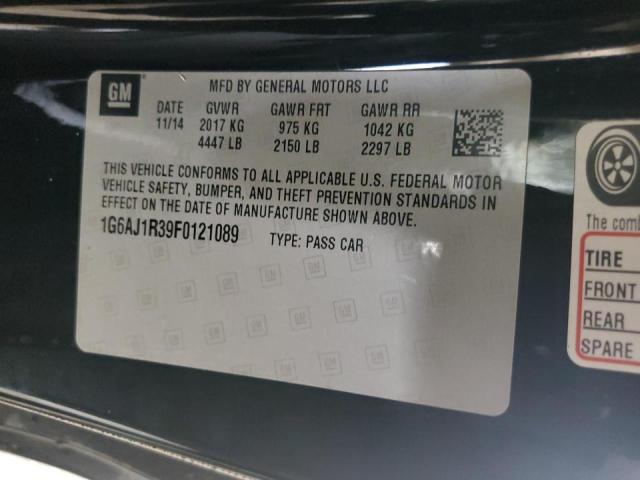 GM
MFD BY GENERAL MOTORS LLC
DATE GVWR GAWR FRT GAWR RR
11/14 2017 KG 975 KG 1042 KG
4447 LB 2150 LB 2297 LB
THIS VEHICLE CONFORMS TO ALL APPLICABLE U.S. FEDERAL MOTOR
VEHICLE SAFETY, BUMPER, AND THEFT PREVENTION STANDARDS IN
EFFECT ON THE DATE OF MANUFACTURE SHOWN ABOVE.
1G6AJ1R39F0121089 TYPE: PASS CAR
The
TIRE
FRONT
REAR
SPARE